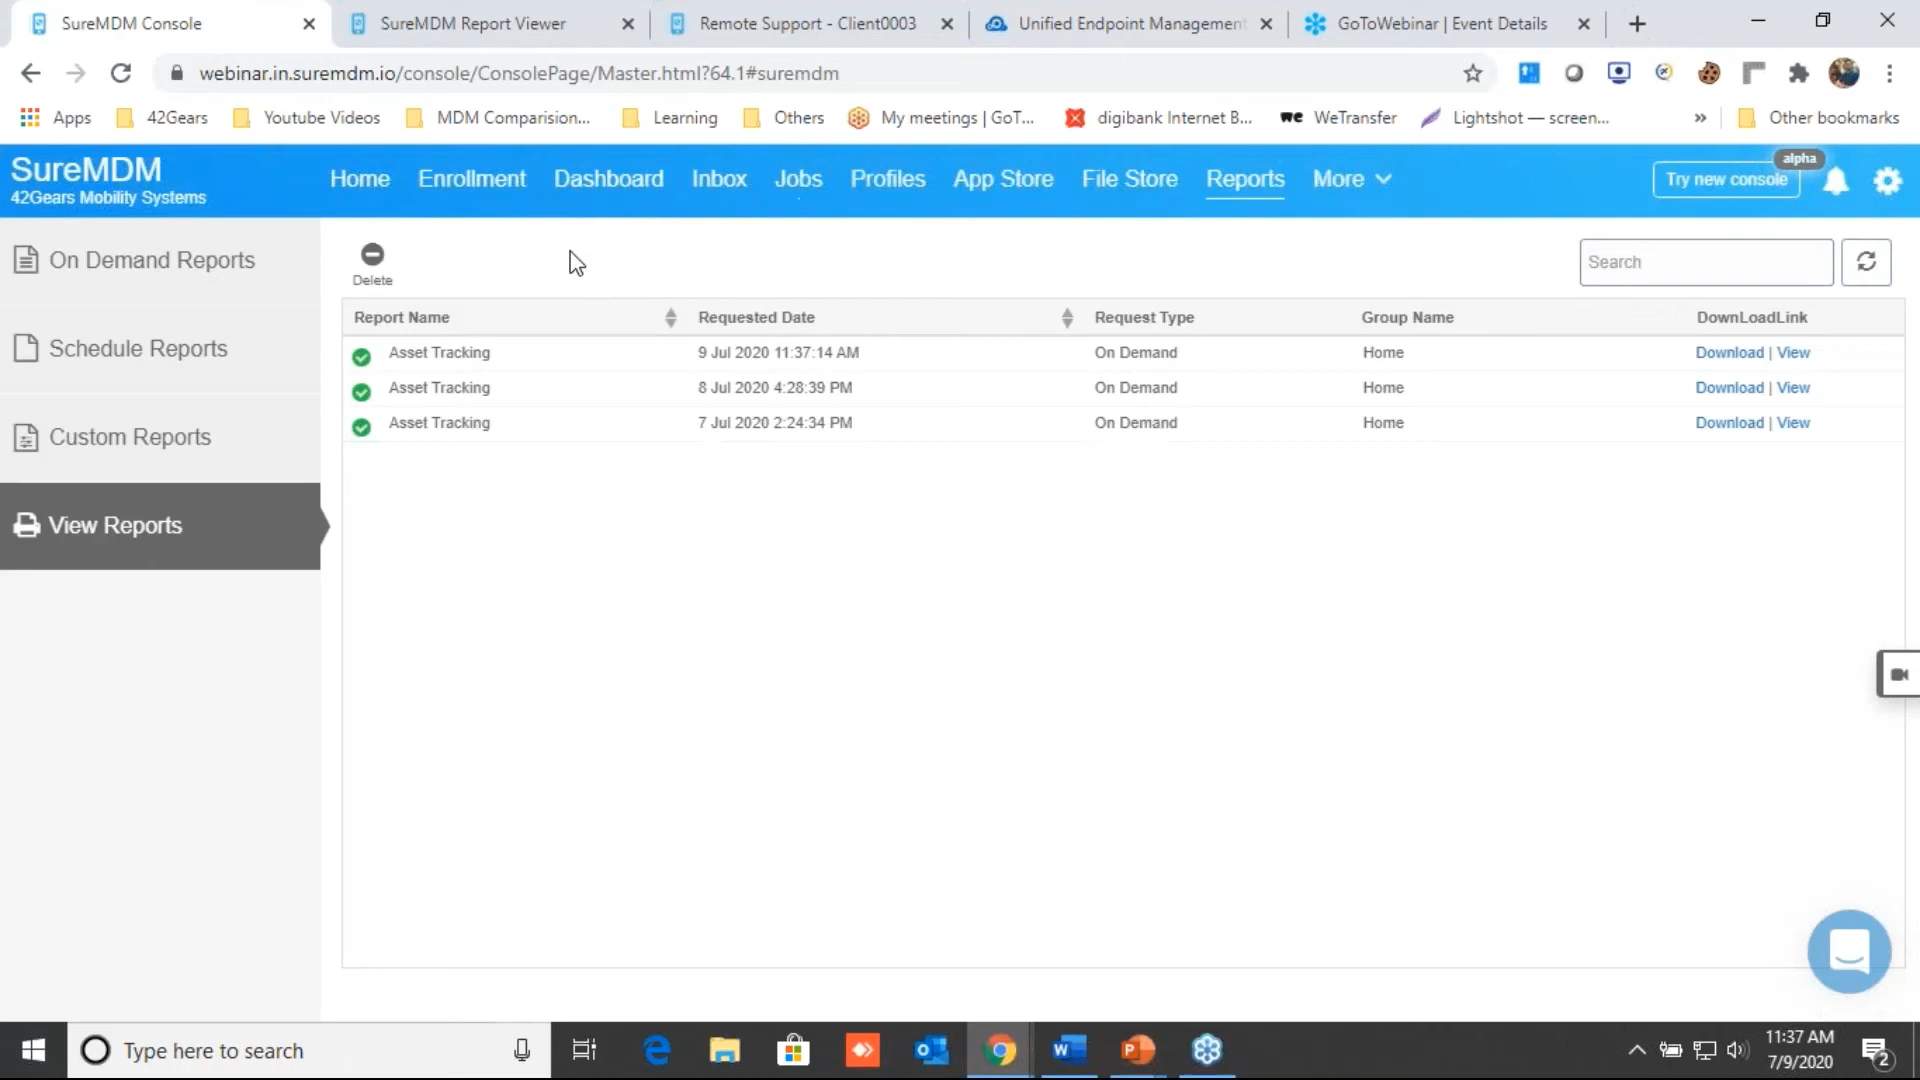 SureMDM Console
SureMDM Report Viewer
Remote Support - Client0003
Unified Endpoint Management
GoToWebinar | Event Details
webinar.in.suremdm.io/console/ConsolePage/Master.html?64.1#suremdm
Apps
42Gears
Youtube Videos
MDM Comparision...
Learning
Others
My meetings | GoT...
digibank Internet B...
we WeTransfer
Lightshot — screen...
»
Other bookmarks
SureMDM
42Gears Mobility Systems
Home
Enrollment
Dashboard
Inbox
Jobs
Profiles
App Store
File Store
Reports
More
alpha
Try new console
On Demand Reports
Schedule Reports
Custom Reports
View Reports
Delete
Search
Report Name Requested Date Request Type Group Name DownLoadLink
Asset Tracking 9 Jul 2020 11:37:14 AM On Demand Home Download | View
Asset Tracking 8 Jul 2020 4:28:39 PM On Demand Home Download | View
Asset Tracking 7 Jul 2020 2:24:34 PM On Demand Home Download | View
Type here to search
11:37 AM
7/9/2020
2